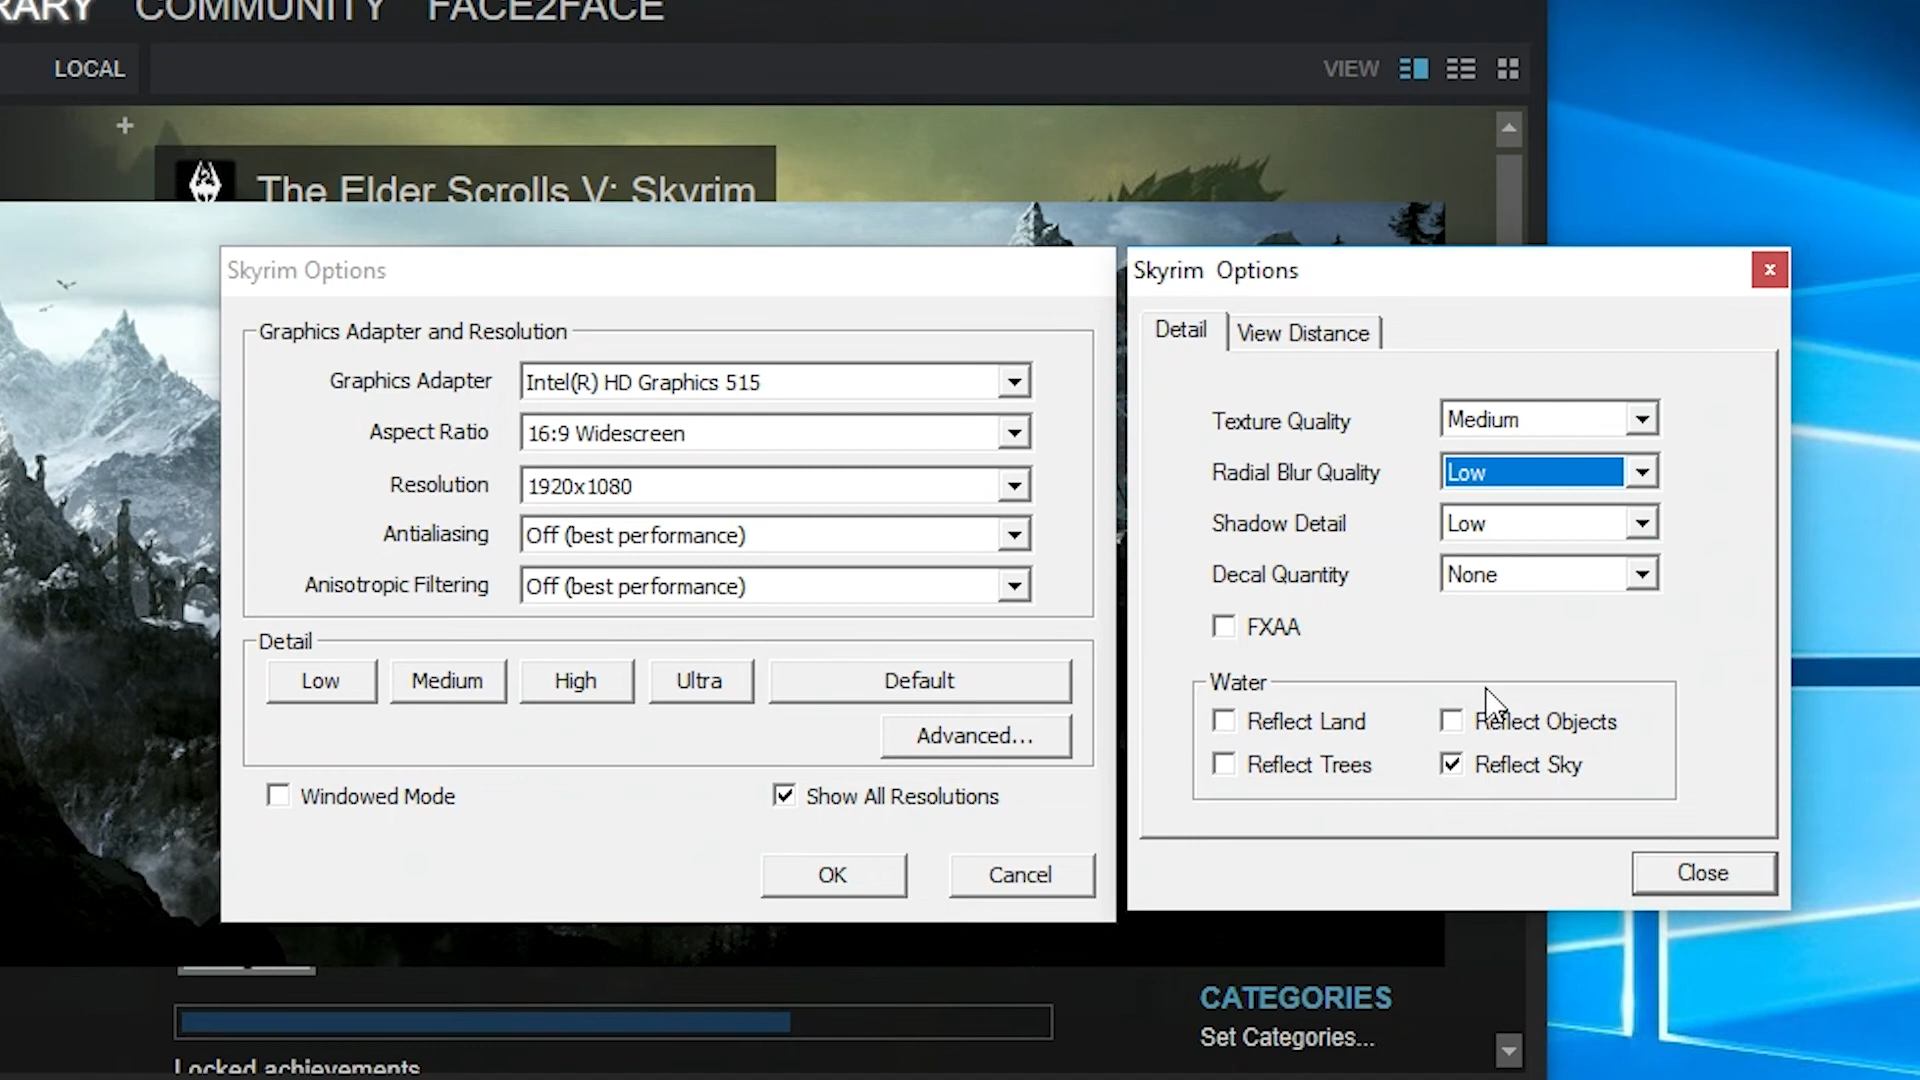 RARY COMMUNITY FACE2FACE
LOCAL
VIEW
+
The Elder Scrolls V: Skyrim
Skyrim Options
Graphics Adapter and Resolution
Graphics Adapter Intel(R) HD Graphics 515
Aspect Ratio 16:9 Widescreen
Resolution 1920x1080
Antialiasing Off (best performance)
Anisotropic Filtering Off (best performance)
Detail
Low Medium High Ultra Default
Advanced...
Windowed Mode Show All Resolutions
OK Cancel
Skyrim Options x
Detail View Distance
Texture Quality Medium
Radial Blur Quality Low
Shadow Detail Low
Decal Quantity None
FXAA
Water
Reflect Land Reflect Objects
Reflect Trees Reflect Sky
Close
CATEGORIES
Set Categories...
Locked achievements